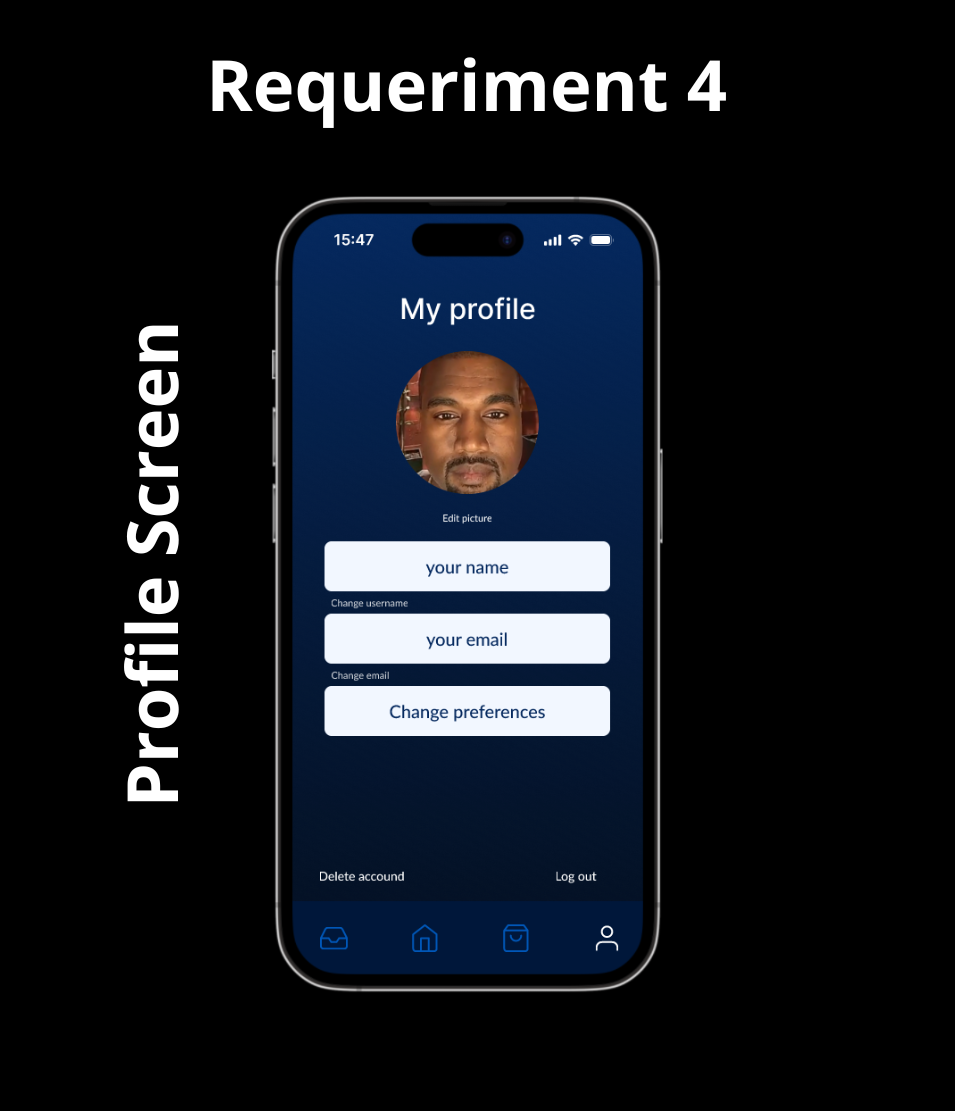 Requeriment 4
Profile Screen
15:47
My profile
Edit picture
your name
Change username
your email
Change email
Change preferences
Delete accound
Log out